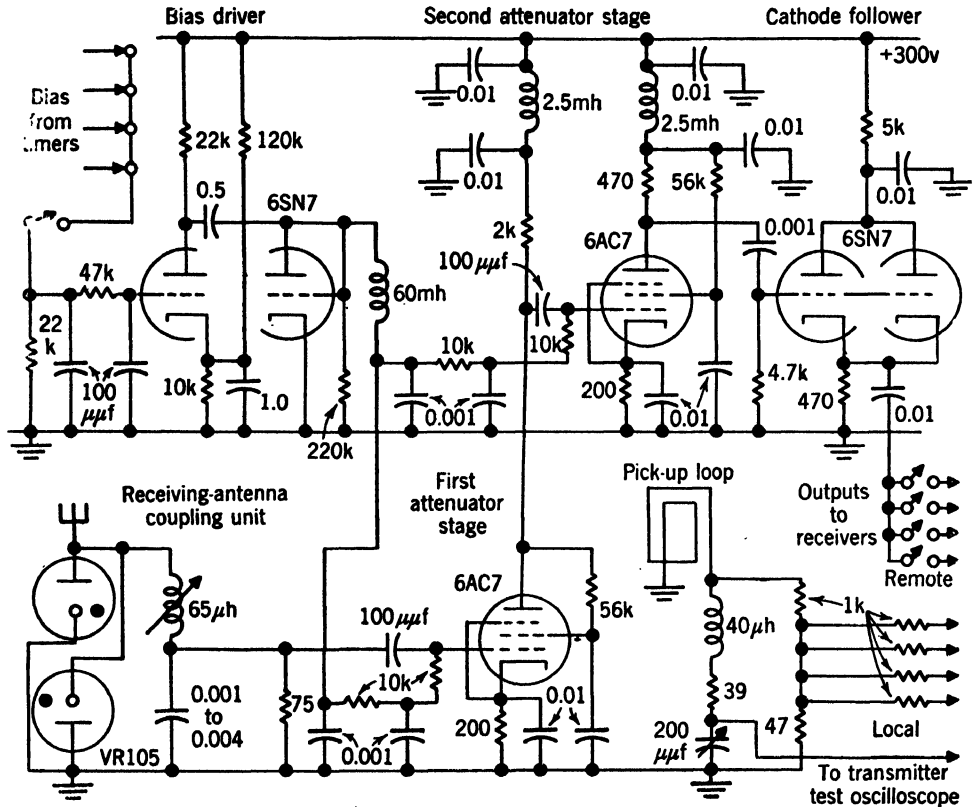 Bias driver
Second attenuator stage
Cathode follower
+300v
Bias
from
22k
120k
0.01
2.5mh
0.01
0.01
2.5mh
0.01
5k
0.01
0.5
6SN7
2k
470
56k
0.001
6SN7
6AC7
100 μμf
47k
60mh
22
k
100
μμf
10k
1.0
220k
10k
0.001
10k
200
0.01
4.7k
470
0.01
Receiving-antenna
coupling unit
First
attenuator
stage
Pick-up loop
Outputs
to
receivers
Remote
65μh
100 μμf
6AC7
56k
40μh
1k
0.001
to
0.004
75
10k
0.001
200
0.01
39
200
μμf
47
Local
VR105
To transmitter
test oscilloscope